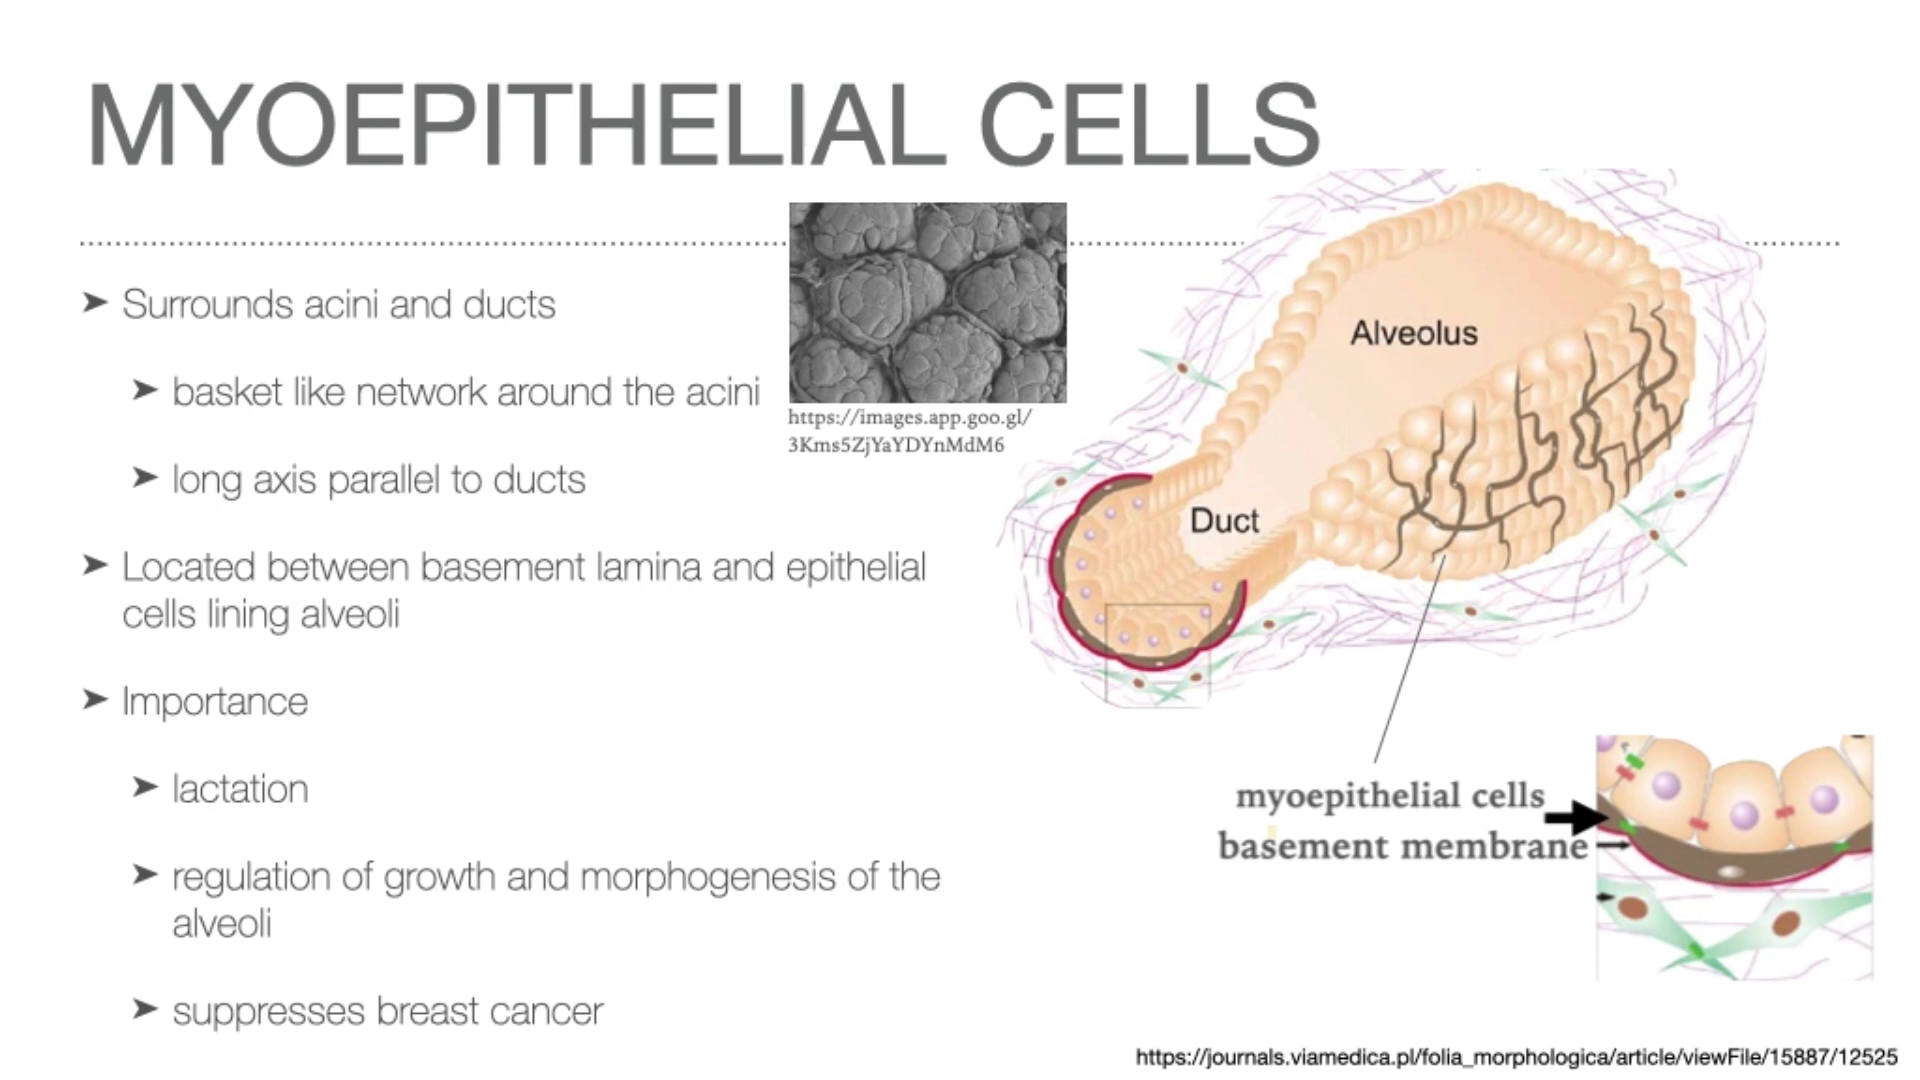 MYOEPITHELIAL CELLS
➤ Surrounds acini and ducts
➤ basket like network around the acini
➤ long axis parallel to ducts
➤ Located between basement lamina and epithelial
cells lining alveoli
➤ Importance
➤ lactation
➤ regulation of growth and morphogenesis of the
alveoli
➤ suppresses breast cancer
https://images.app.goo.gl/
3Kms5ZjYaYDYnMdM6
Alveolus
Duct
myoepithelial cells
basement membrane
https://journals.viamedica.pl/folia_morphologica/article/viewFile/15887/12525